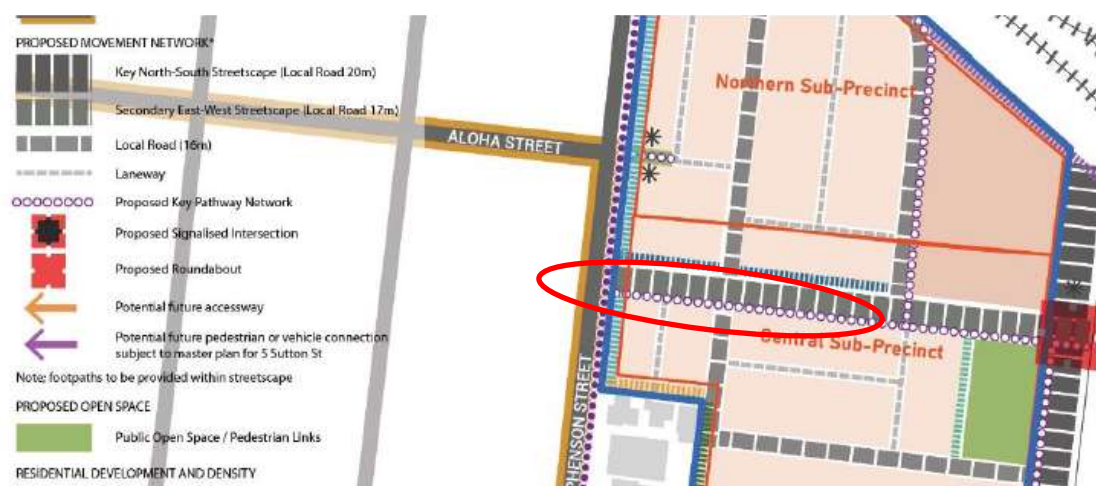 PROPOSED MOVEMENT NETWORK*
Key North-South Streetscape (Local Road 20m)
Secondary East-West Streetscape (Local Road 17m)
Local Road (16m)
Laneway
Proposed Key Pathway Network
Proposed Signalised Intersection
Proposed Roundabout
Potential future accessway
Potential future pedestrian or vehicle connection
subject to master plan for 5 Sutton St
Note; footpaths to be provided within streetscape
PROPOSED OPEN SPACE
Public Open Space / Pedestrian Links
RESIDENTIAL DEVELOPMENT AND DENSITY
ALOHA STREET
Northern Sub-Precinct
Central Sub-Precinct
PHENSON STREET